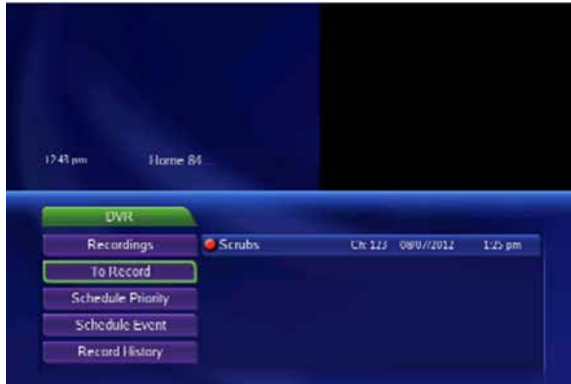 12:43 pm Home 84
DVR
Recordings Scrubs Ch: 123 08/07/2012 1:25 pm
To Record
Schedule Priority
Schedule Event
Record History